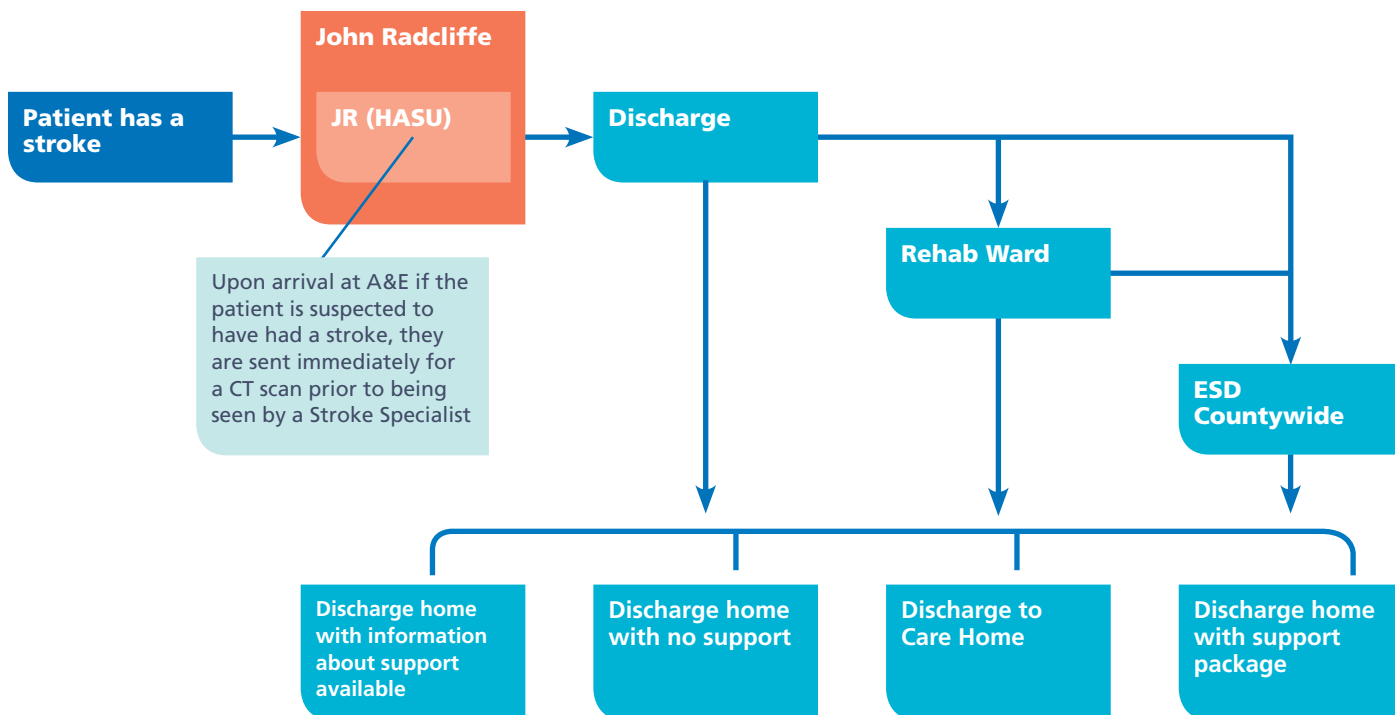 John Radcliffe
Patient has a
stroke
JR (HASU)
Discharge
Rehab Ward
Upon arrival at A&E if the
patient is suspected to
have had a stroke, they
are sent immediately for
a CT scan prior to being
seen by a Stroke Specialist
ESD
Countywide
Discharge home
with information
about support
available
Discharge home
with no support
Discharge to
Care Home
Discharge home
with support
package